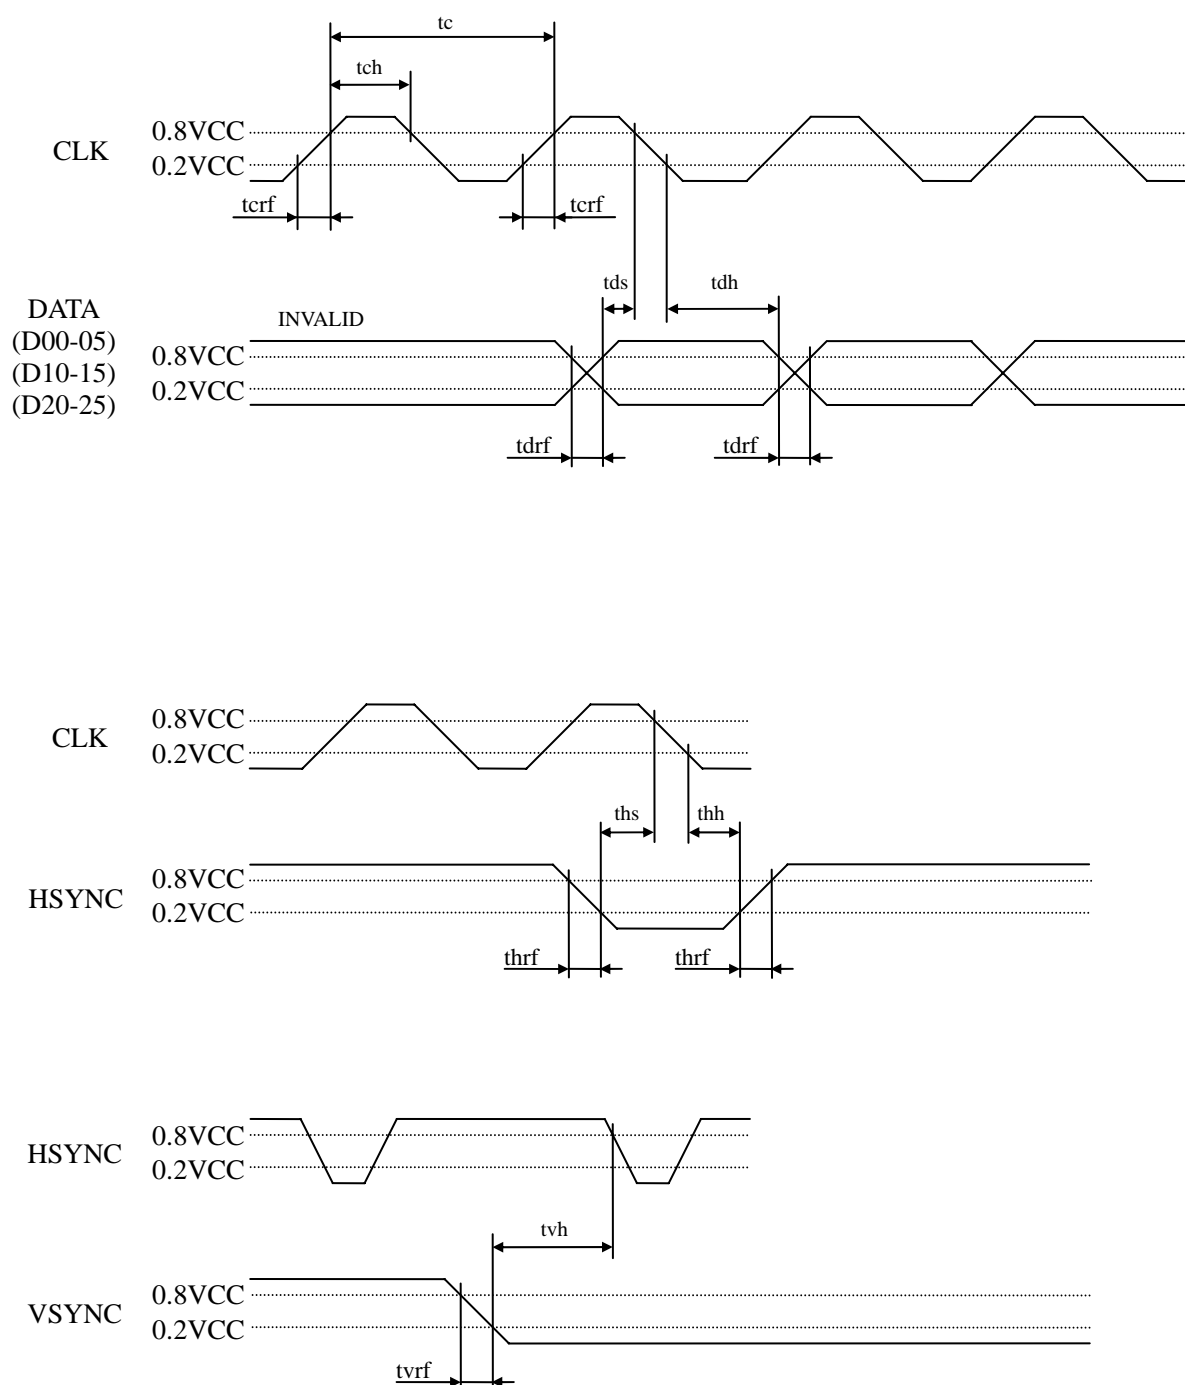 tc
tch
CLK
0.8VCC
0.2VCC
tcrf
tcrf
tds
tdh
DATA
(D00-05)
(D10-15)
(D20-25)
INVALID
0.8VCC
0.2VCC
tdrf
tdrf
CLK
0.8VCC
0.2VCC
ths
thh
HSYNC
0.8VCC
0.2VCC
thrf
thrf
HSYNC
0.8VCC
0.2VCC
tvh
VSYNC
0.8VCC
0.2VCC
tvrf